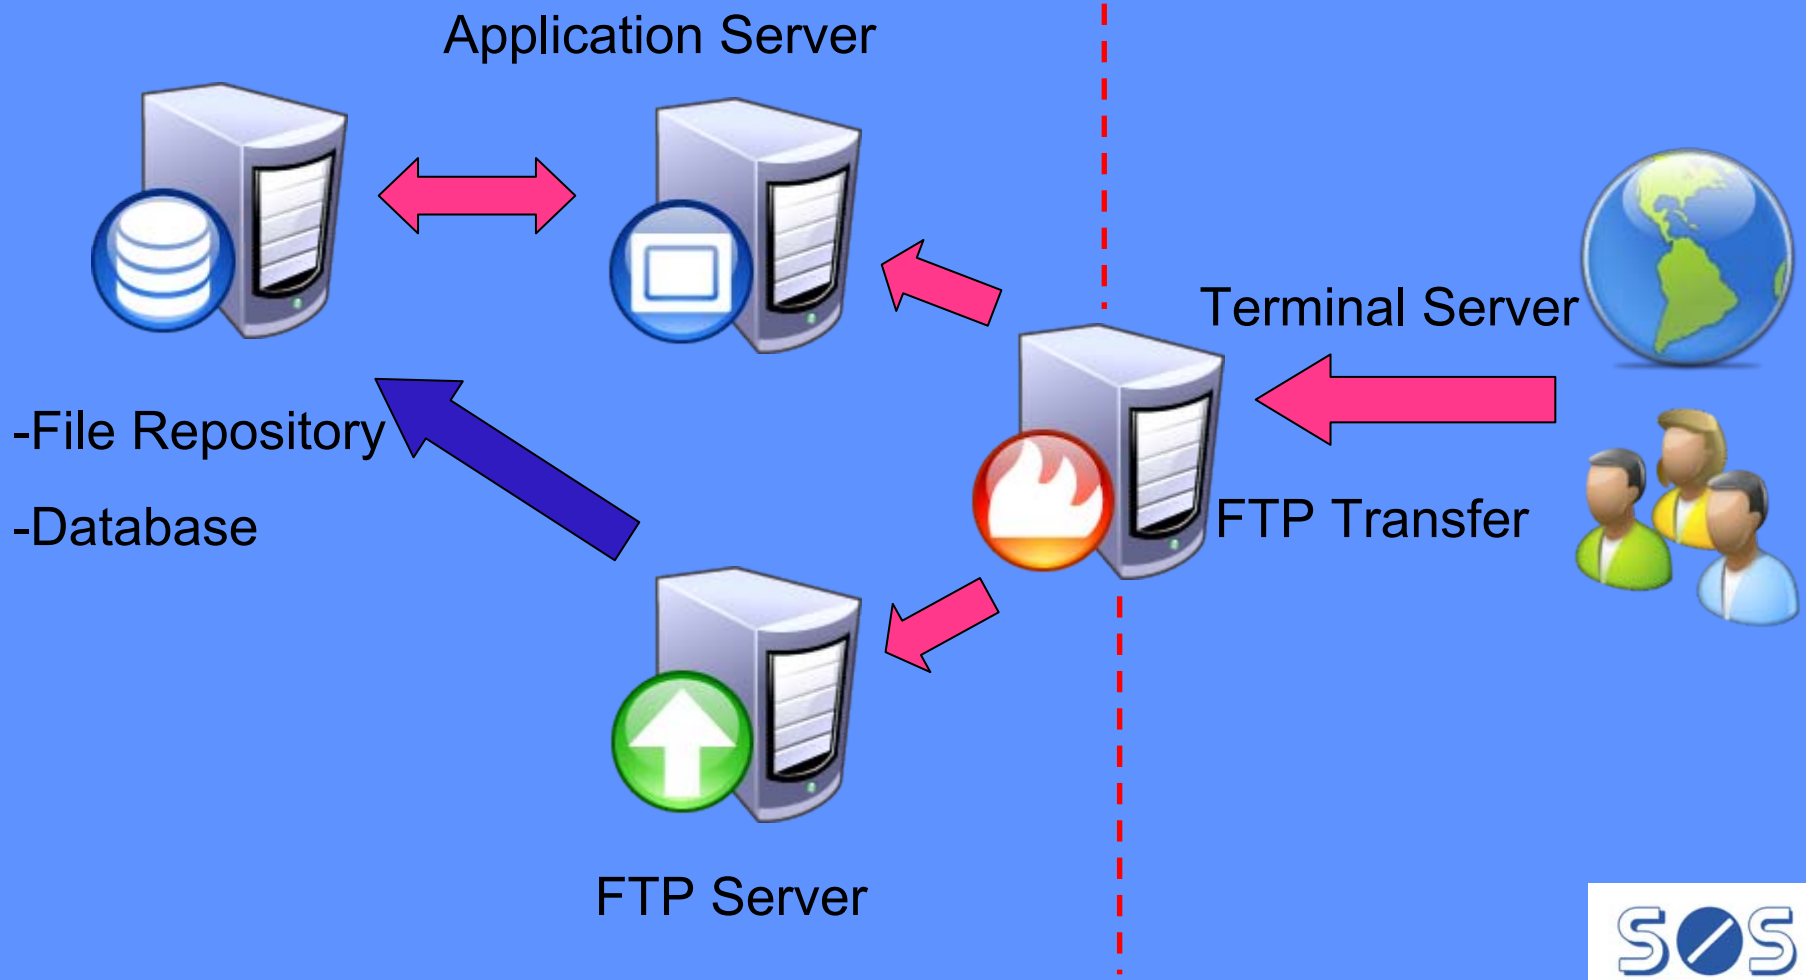 Application Server
Terminal Server
-File Repository
-Database
FTP Transfer
FTP Server
SOS